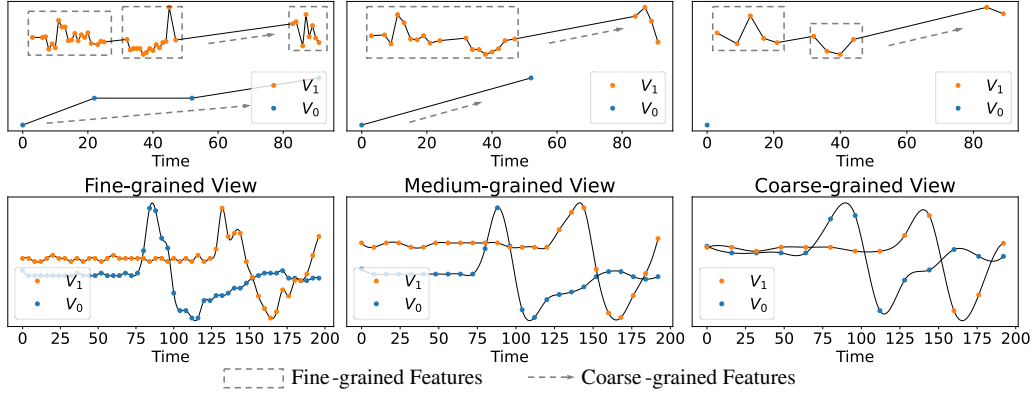 V1
V0
0 20 40 60 80
Time
V1
V0
0 20 40 60 80
Time
V1
V0
0 20 40 60 80
Time
Fine-grained View
V1
V0
0 25 50 75 100 125 150 175 200
Time
Medium-grained View
V1
V0
0 25 50 75 100 125 150 175 200
Time
Coarse-grained View
V1
V0
0 25 50 75 100 125 150 175 200
Time
Fine-grained Features
Coarse-grained Features